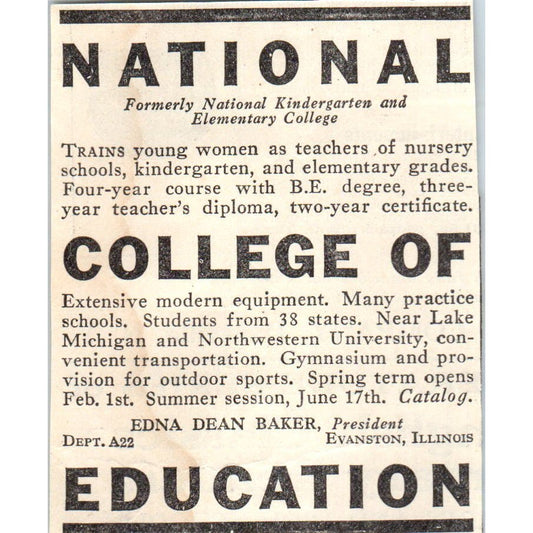 NATIONAL
Formerly National Kindergarten and
Elementary College
TRAINS young women as teachers of nursery
schools, kindergarten, and elementary grades.
Four-year course with B.E. degree, three-
year teacher's diploma, two-year certificate.
COLLEGE OF
Extensive modern equipment. Many practice
schools. Students from 38 states. Near Lake
Michigan and Northwestern University, con-
venient transportation. Gymnasium and pro-
vision for outdoor sports. Spring term opens
Feb. 1st. Summer session, June 17th. Catalog.
EDNA DEAN BAKER, President
DEPT. A22 EVANSTON, ILLINOIS
EDUCATION